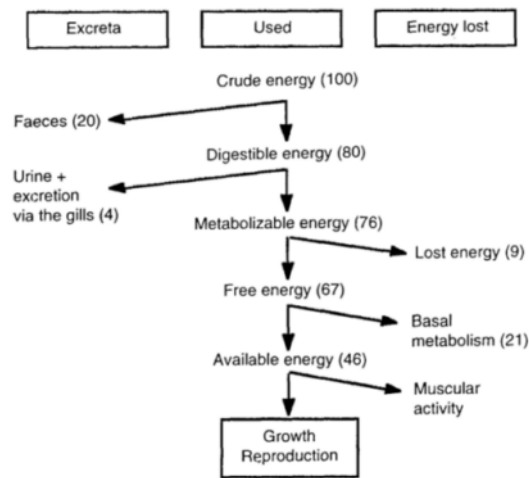 Excreta
Used
Energy lost
Crude energy (100)
Faeces (20)
Digestible energy (80)
Urine +
excretion
via the gills (4)
Metabolizable energy (76)
Lost energy (9)
Free energy (67)
Basal
metabolism (21)
Available energy (46)
Muscular
activity
Growth
Reproduction